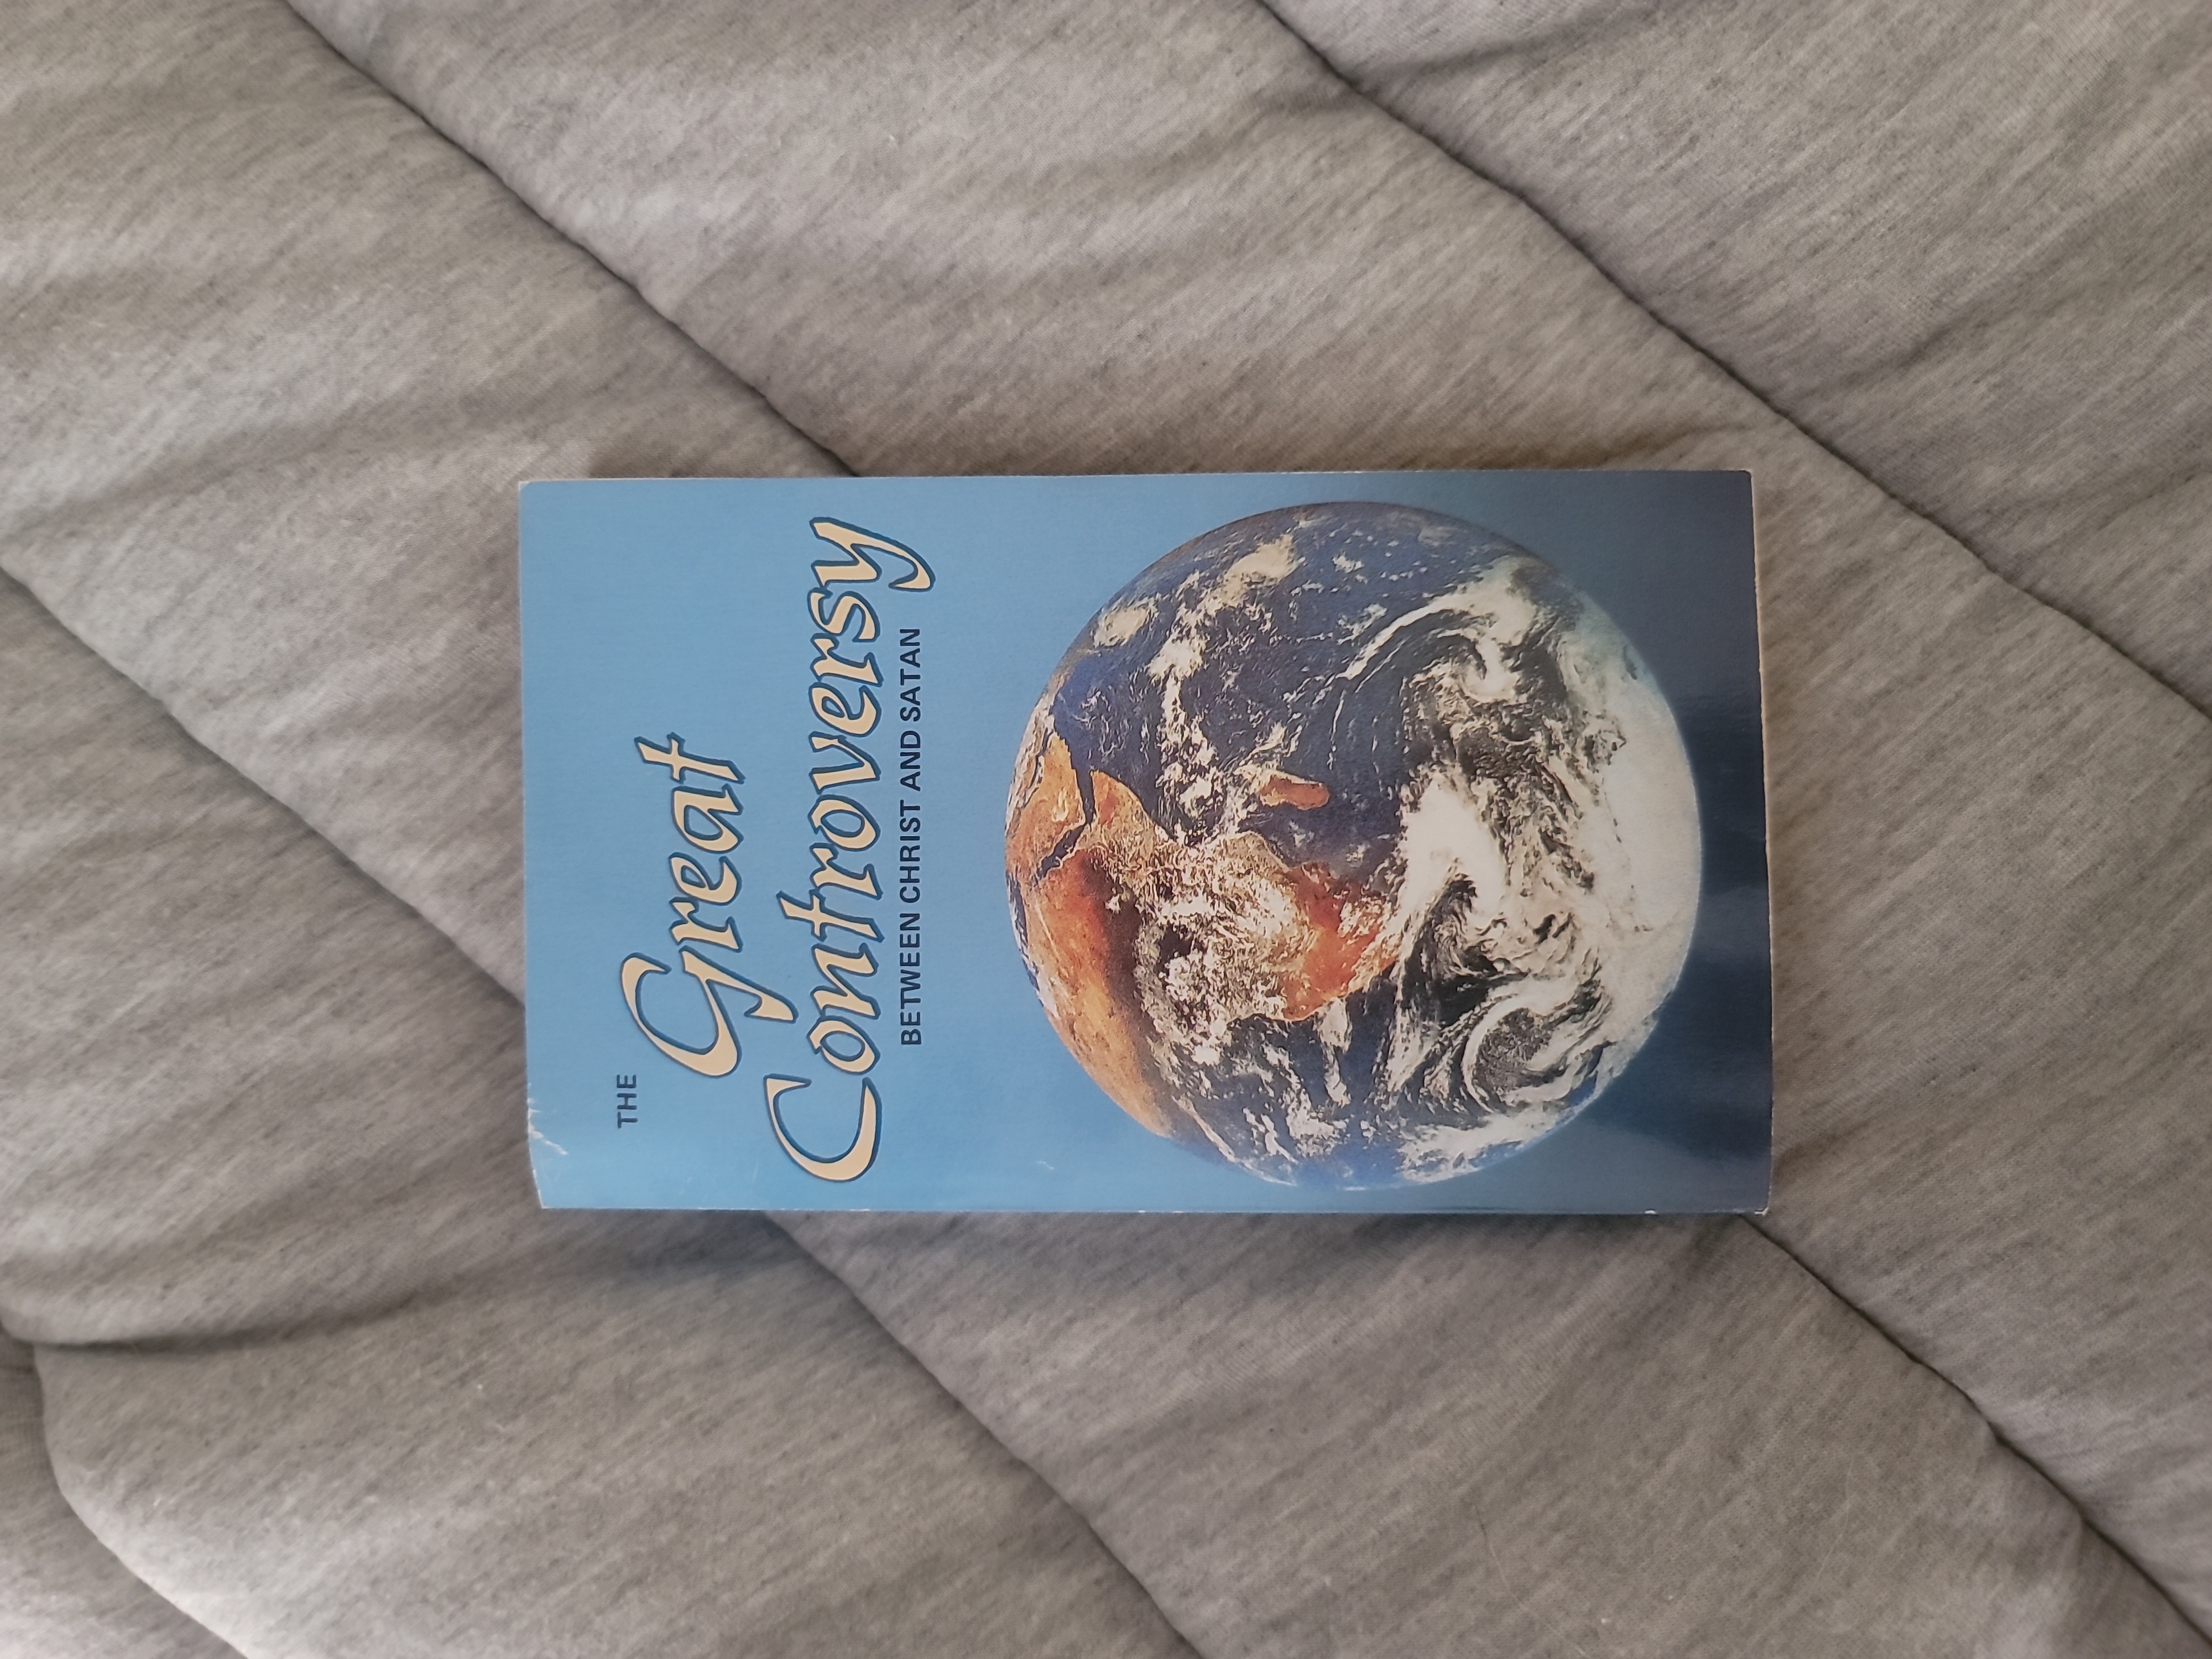 THE
Great
Controversy
BETWEEN CHRIST AND SATAN